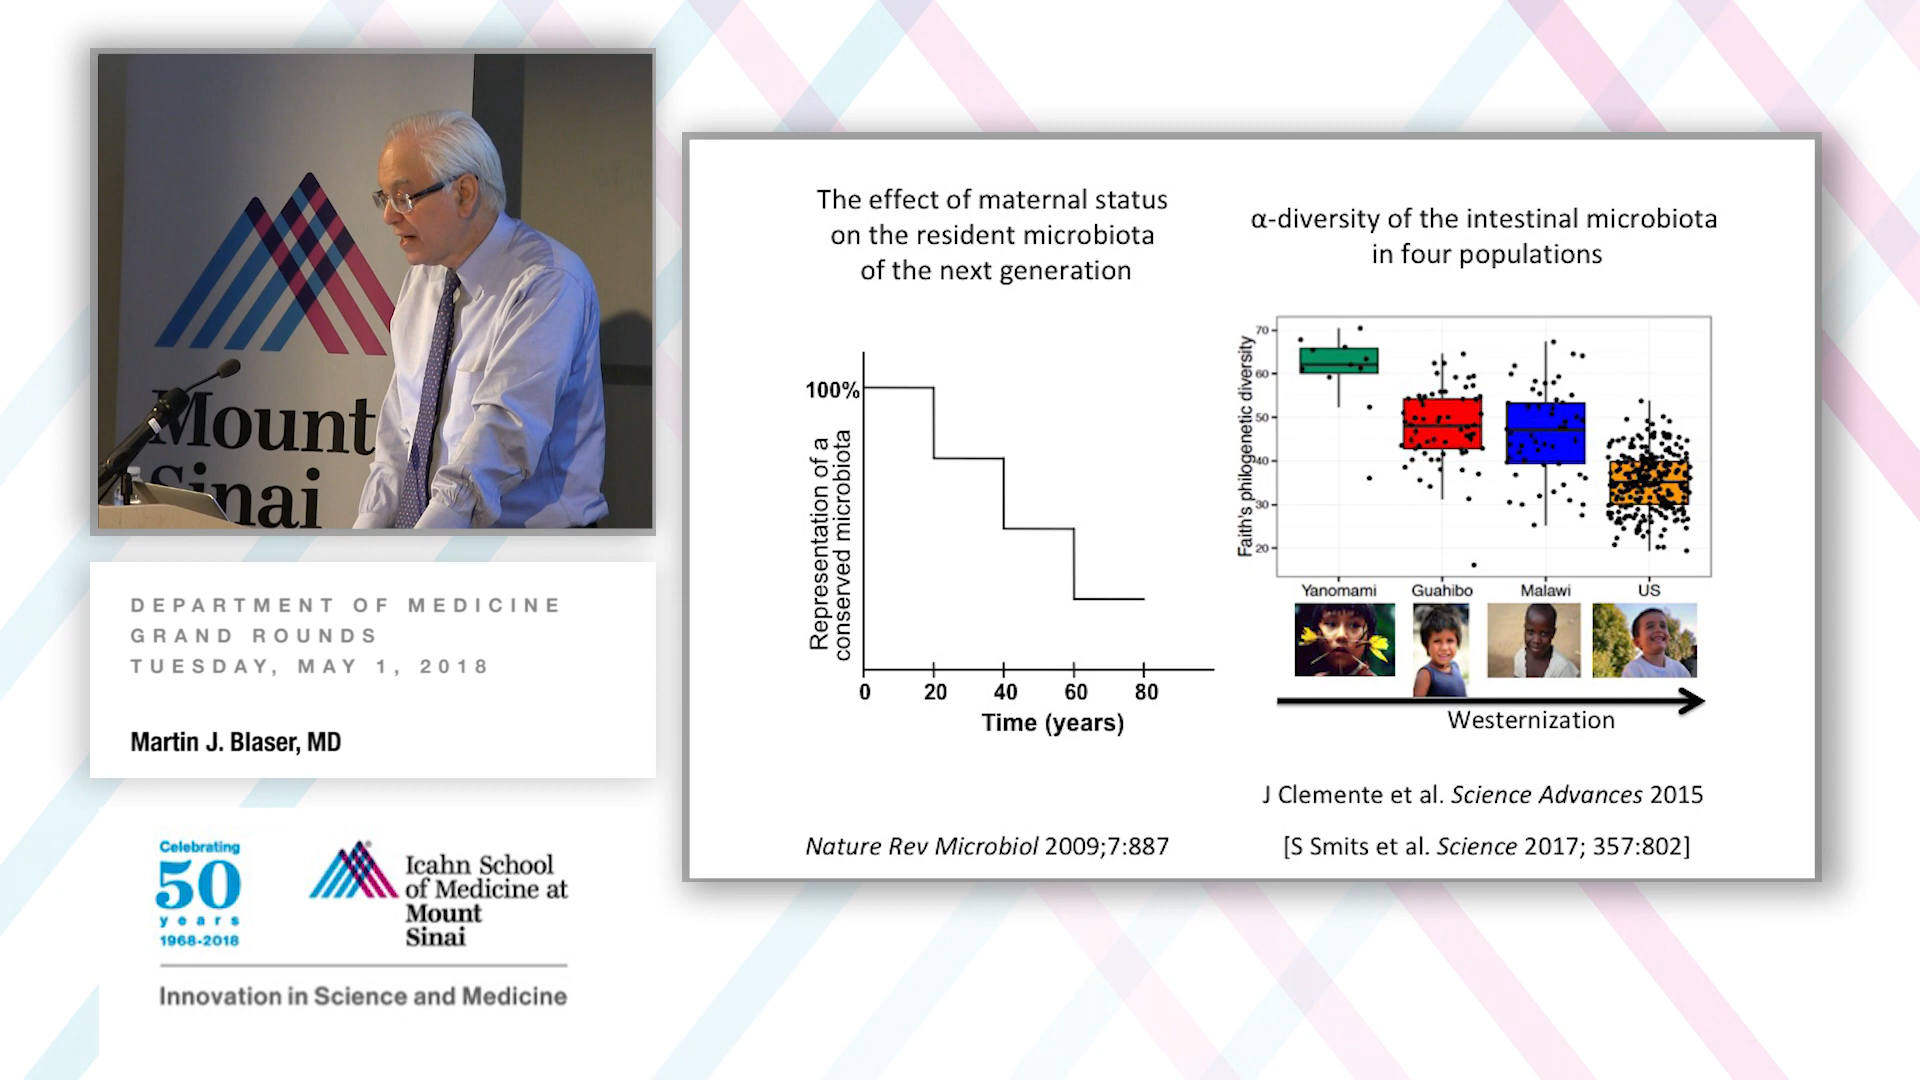 Mount
Sinai
DEPARTMENT OF MEDICINE
GRAND ROUNDS
TUESDAY, MAY 1, 2018
Martin J. Blaser, MD
Celebrating
50
years
1968-2018
Icahn School
of Medicine at
Mount
Sinai
Innovation in Science and Medicine
The effect of maternal status
on the resident microbiota
of the next generation
100%
Representation of a
conserved microbiota
0 20 40 60 80
Time (years)
Nature Rev Microbiol 2009;7:887
α-diversity of the intestinal microbiota
in four populations
Faith's philogenetic diversity
70
60
50
40
30
20
Yanomami Guahibo Malawi US
Westernization
J Clemente et al. Science Advances 2015
[S Smits et al. Science 2017; 357:802]